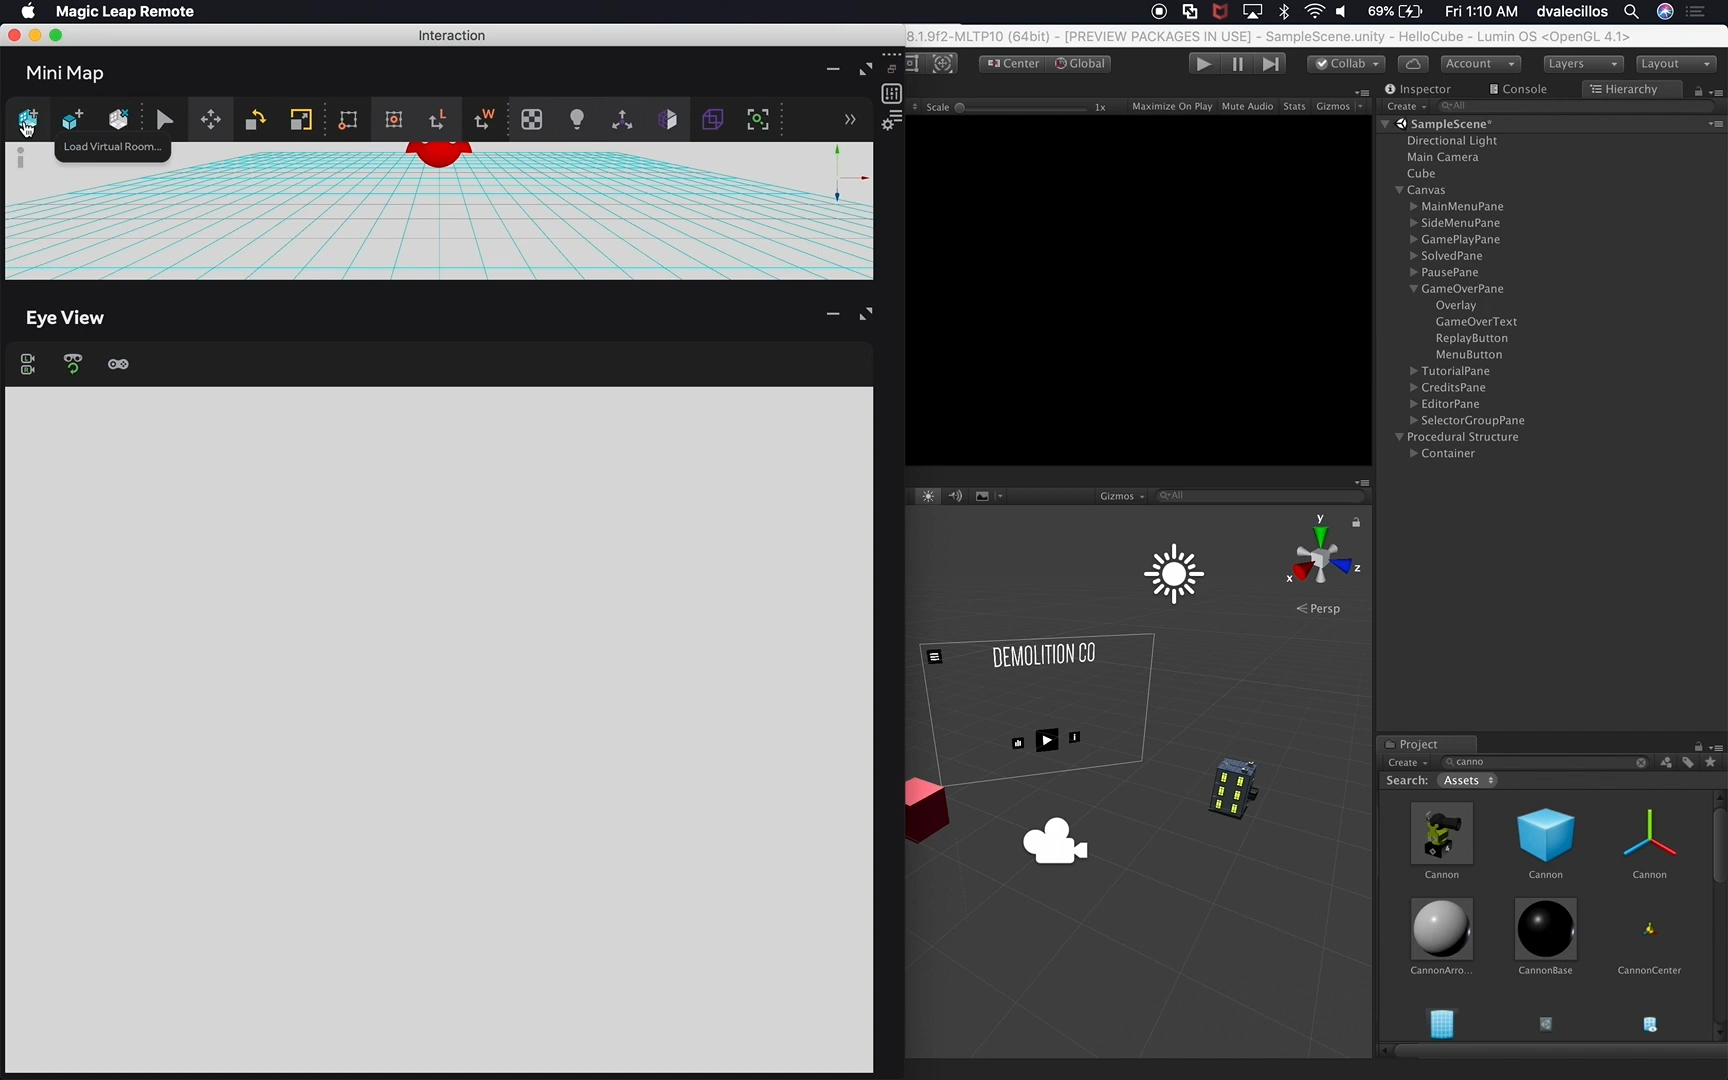 Magic Leap Remote
69%
Fri 1:10 AM
dvalecillos
Interaction
8.1.9f2-MLTP10 (64bit) - [PREVIEW PACKAGES IN USE] - SampleScene.unity - HelloCube - Lumin OS <OpenGL 4.1>
Mini Map
Center
Global
Collab
Account
Layers
Layout
Inspector
Console
Hierarchy
Scale
1x
Maximize On Play
Mute Audio
Stats
Gizmos
Create
All
Load Virtual Room...
SampleScene*
Directional Light
Main Camera
Cube
Canvas
MainMenuPane
SideMenuPane
GamePlayPane
SolvedPane
PausePane
GameOverPane
Overlay
GameOverText
ReplayButton
MenuButton
TutorialPane
CreditsPane
EditorPane
SelectorGroupPane
Procedural Structure
Container
Eye View
L
R
L
W
Gizmos
All
y
x
z
Persp
DEMOLITION CO
Project
Create
canno
Search:
Assets
Cannon
Cannon
Cannon
CannonArro...
CannonBase
CannonCenter